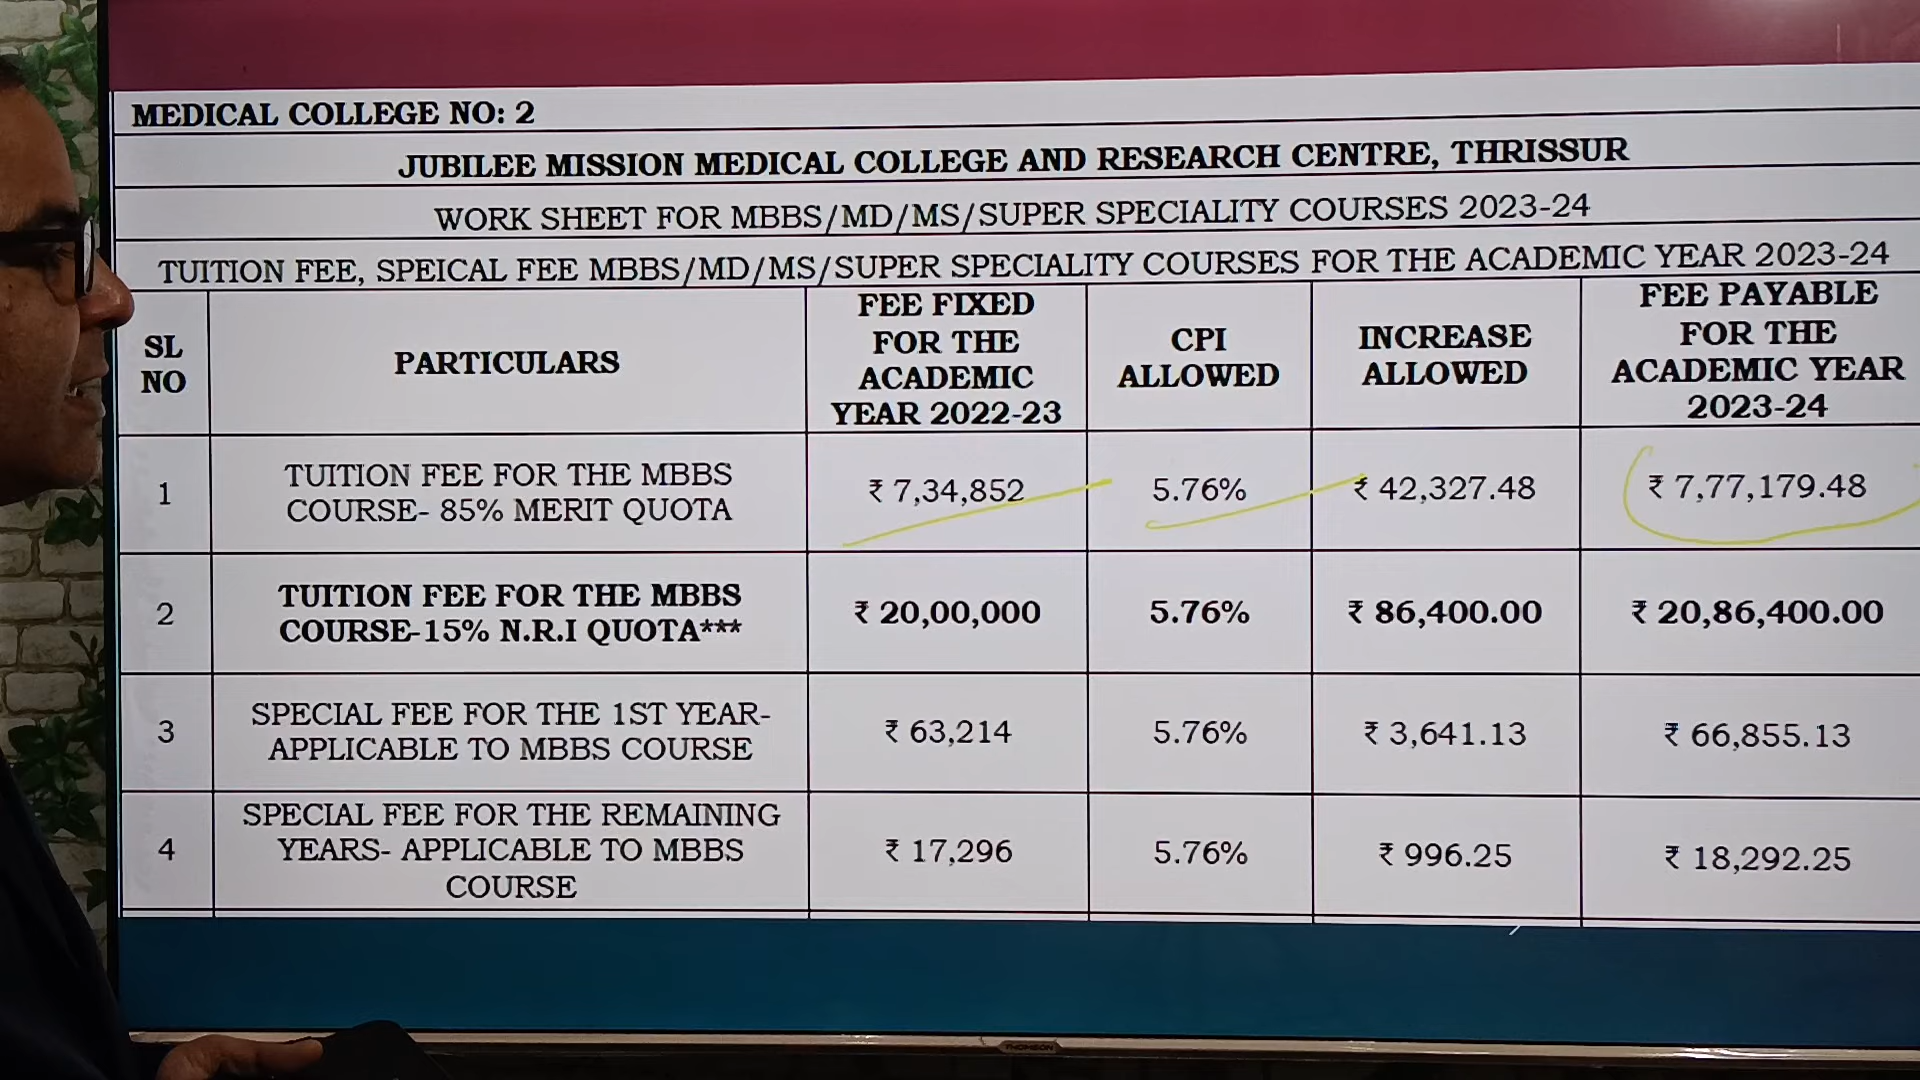 MEDICAL COLLEGE NO: 2
JUBILEE MISSION MEDICAL COLLEGE AND RESEARCH CENTRE, THRISSUR
WORK SHEET FOR MBBS/MD/MS/SUPER SPECIALITY COURSES 2023-24
TUITION FEE, SPEICAL FEE MBBS/MD/MS/SUPER SPECIALITY COURSES FOR THE ACADEMIC YEAR 2023-24
SL
NO
PARTICULARS
FEE FIXED
FOR THE
ACADEMIC
YEAR 2022-23
CPI
ALLOWED
INCREASE
ALLOWED
FEE PAYABLE
FOR THE
ACADEMIC YEAR
2023-24
1
TUITION FEE FOR THE MBBS
COURSE- 85% MERIT QUOTA
₹ 7,34,852
5.76%
₹ 42,327.48
₹ 7,77,179.48
2
TUITION FEE FOR THE MBBS
COURSE-15% N.R.I QUOTA***
₹ 20,00,000
5.76%
₹ 86,400.00
₹ 20,86,400.00
3
SPECIAL FEE FOR THE 1ST YEAR-
APPLICABLE TO MBBS COURSE
₹ 63,214
5.76%
₹ 3,641.13
₹ 66,855.13
4
SPECIAL FEE FOR THE REMAINING
YEARS- APPLICABLE TO MBBS
COURSE
₹ 17,296
5.76%
₹ 996.25
₹ 18,292.25
THOMSON